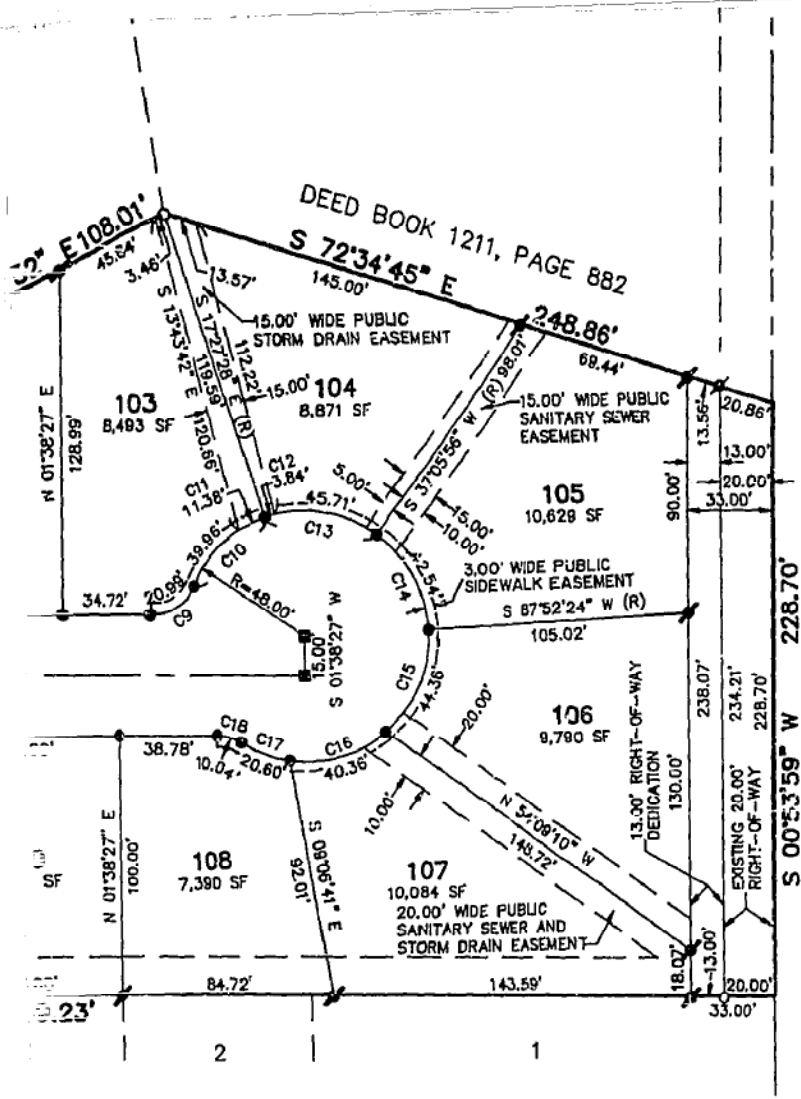 DEED BOOK 1211, PAGE 882
E 108.01'
45.64'
3.46'
13.57'
S 72°34'45" E
145.00'
248.86'
69.44'
20.86'
13.56'
13.00'
20.00'
33.00'
90.00'
15.00' WIDE PUBLIC
STORM DRAIN EASEMENT
S 13°43'42" E
120.66'
S 17°27'28" E (R)
119.59'
112.22'
15.00'
103
8,493 SF
104
8,871 SF
N 01°38'27" E
128.99'
S 37°05'56" W (R) 98.01'
15.00' WIDE PUBLIC
SANITARY SEWER
EASEMENT
5.00'
15.00'
10.00'
105
10,629 SF
C11
11.38'
C12
3.84'
45.71'
C13
39.96'
C10
20.99'
C9
34.72'
R=48.00'
15.00'
S 01°38'27" W
42.54'
C14
3.00' WIDE PUBLIC
SIDEWALK EASEMENT
S 87°52'24" W (R)
105.02'
C15
44.36'
20.00'
106
9,790 SF
238.07'
234.21'
228.70'
S 00°53'59" W 228.70'
13.00' RIGHT-OF-WAY
DEDICATION
130.00'
EXISTING 20.00'
RIGHT-OF-WAY
38.78'
C18
10.04'
C17
20.60'
C16
40.36'
10.00'
N 54°09'10" W
148.72'
N 01°38'27" E
100.00'
108
7,390 SF
S 09°06'41" E
92.01'
107
10,084 SF
20.00' WIDE PUBLIC
SANITARY SEWER AND
STORM DRAIN EASEMENT
SF
18.07'
13.00'
84.72'
143.59'
20.00'
33.00'
.23'
2
1